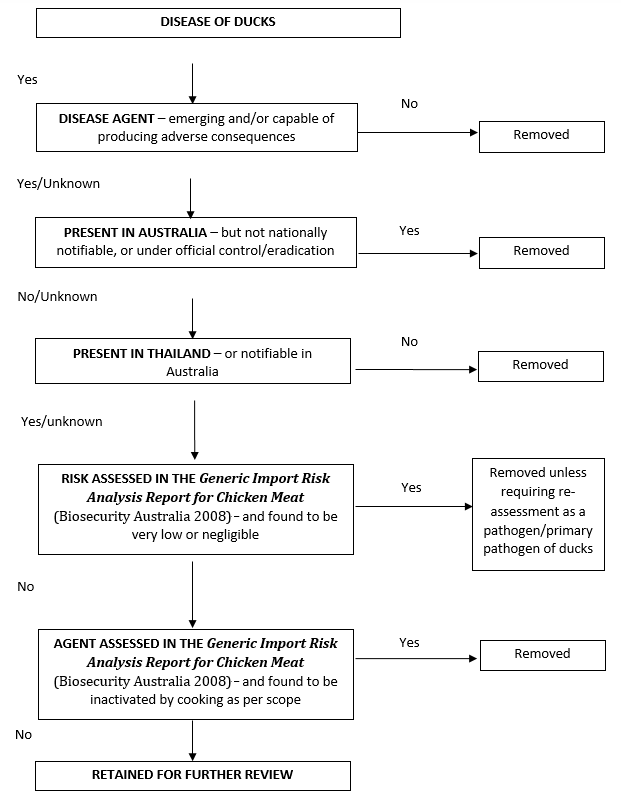 DISEASE OF DUCKS
Yes
DISEASE AGENT – emerging and/or capable of
producing adverse consequences
No
Removed
Yes/Unknown
PRESENT IN AUSTRALIA – but not nationally
notifiable, or under official control/eradication
Yes
Removed
No/Unknown
PRESENT IN THAILAND – or notifiable in
Australia
No
Removed
Yes/unknown
RISK ASSESSED IN THE Generic Import Risk
Analysis Report for Chicken Meat
(Biosecurity Australia 2008)– and found to be
very low or negligible
Yes
Removed unless
requiring re-
assessment as a
pathogen/primary
pathogen of ducks
No
AGENT ASSESSED IN THE Generic Import Risk
Analysis Report for Chicken Meat
(Biosecurity Australia 2008)– and found to be
inactivated by cooking as per scope
Yes
Removed
No
RETAINED FOR FURTHER REVIEW